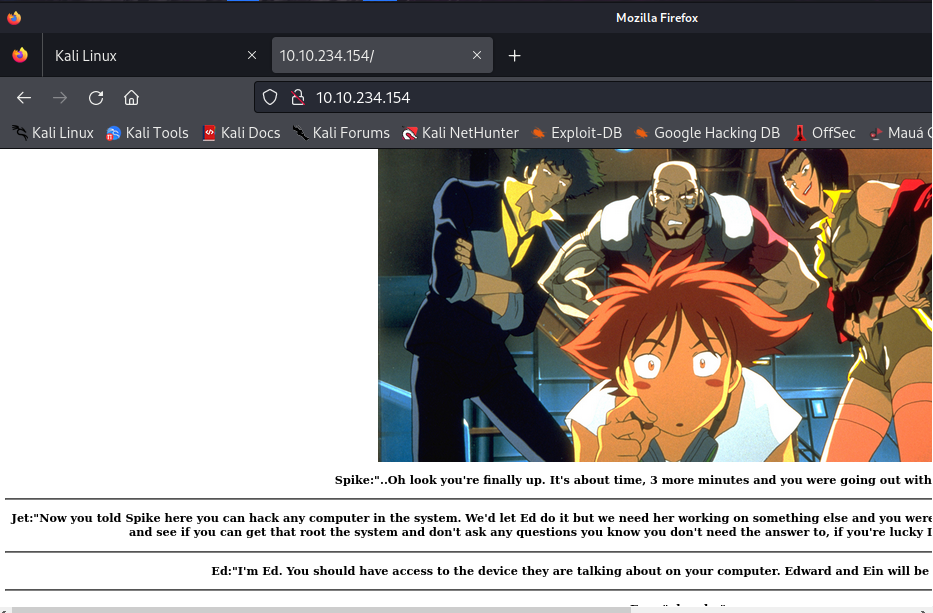 Mozilla Firefox
Kali Linux
10.10.234.154/
10.10.234.154
Kali Linux Kali Tools Kali Docs Kali Forums Kali NetHunter Exploit-DB Google Hacking DB OffSec Mauá
Spike:"..Oh look you're finally up. It's about time, 3 more minutes and you were going out with
Jet:"Now you told Spike here you can hack any computer in the system. We'd let Ed do it but we need her working on something else and you were
and see if you can get that root the system and don't ask any questions you know you don't need the answer to, if you're lucky I
Ed:"I'm Ed. You should have access to the device they are talking about on your computer. Edward and Ein will be